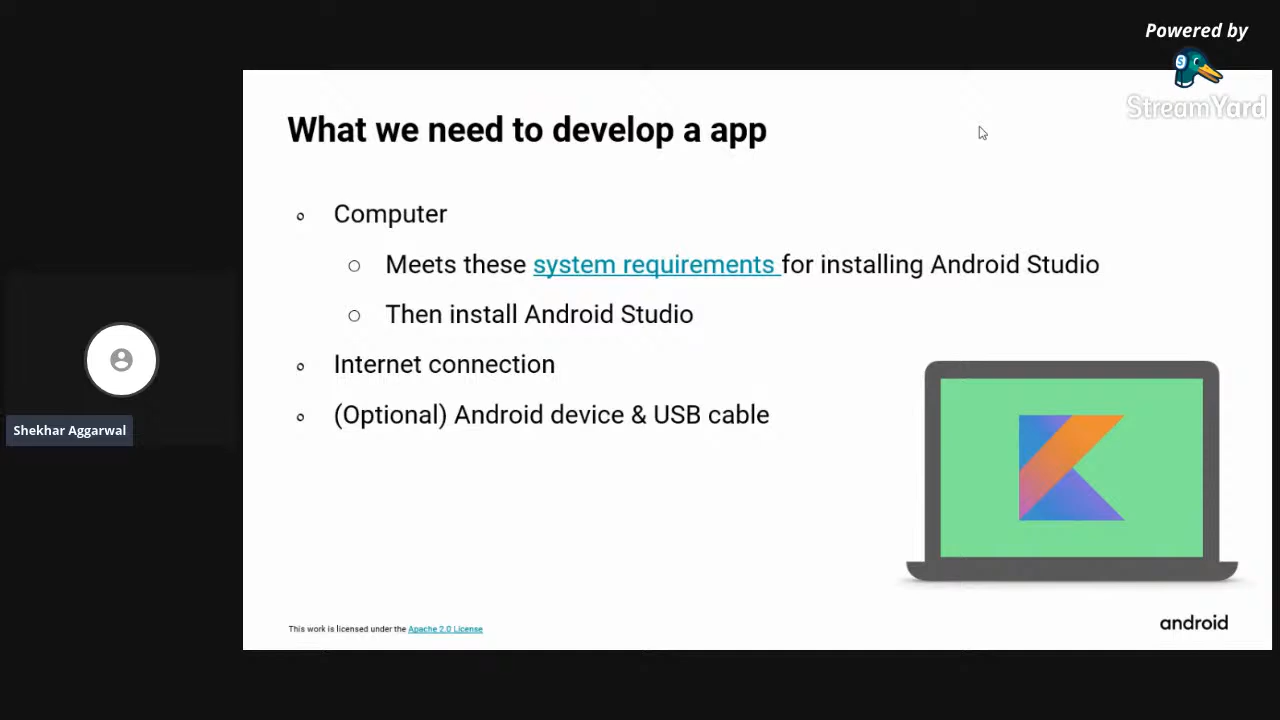 Powered by
StreamYard
What we need to develop a app
Computer
Meets these system requirements for installing Android Studio
Then install Android Studio
Internet connection
(Optional) Android device & USB cable
Shekhar Aggarwal
This work is licensed under the Apache 2.0 License
android